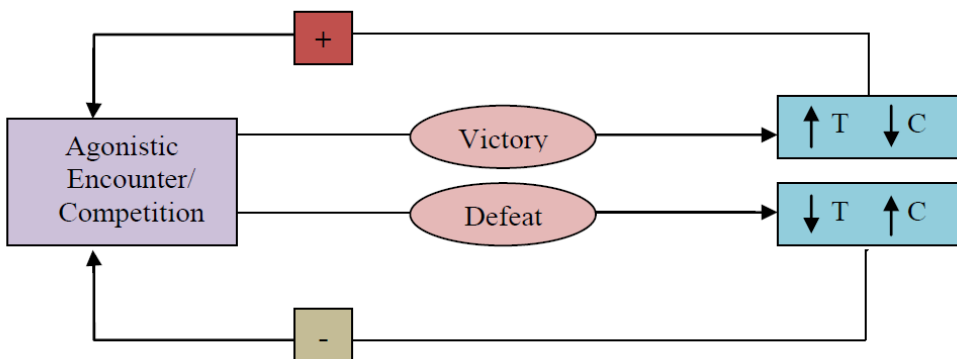 +
Agonistic
Encounter/
Competition
Victory
↑ T ↓ C
Defeat
↓ T ↑ C
-